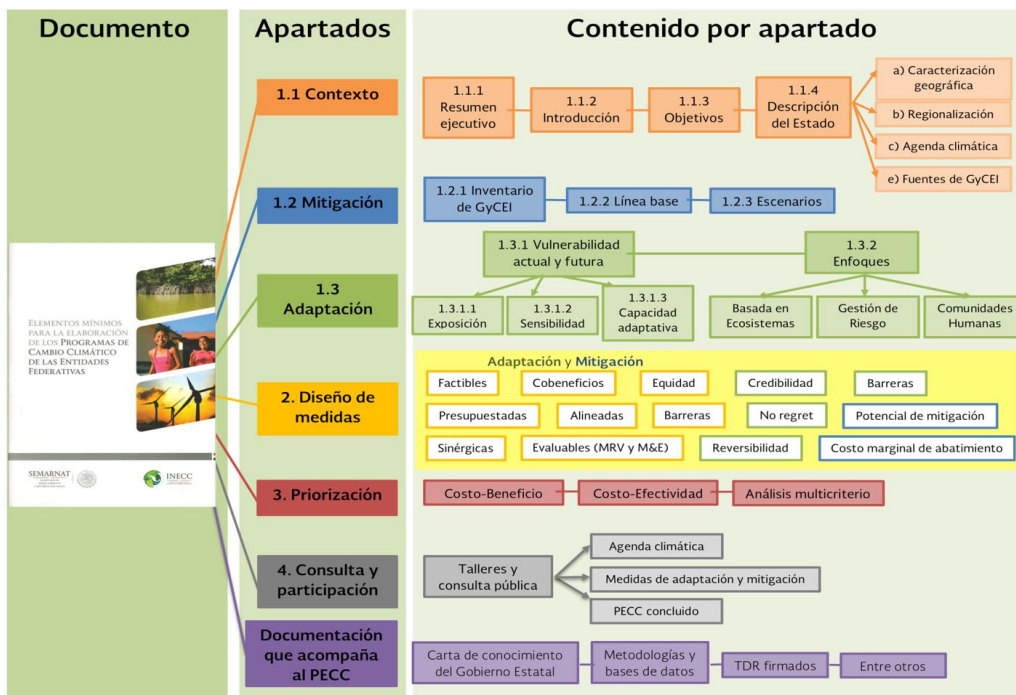 Documento
Apartados
Contenido por apartado
ELEMENTOS MÍNIMOS
PARA LA ELABORACIÓN
DE LOS PROGRAMAS DE
CAMBIO CLIMÁTICO
DE LAS ENTIDADES
FEDERATIVAS
SEMARNAT
INECC
1.1 Contexto
1.1.1
Resumen
ejecutivo
1.1.2
Introducción
1.1.3
Objetivos
1.1.4
Descripción
del Estado
a) Caracterización
geográfica
b) Regionalización
c) Agenda climática
e) Fuentes de GyCEI
1.2 Mitigación
1.2.1 Inventario
de GyCEI
1.2.2 Línea base
1.2.3 Escenarios
1.3
Adaptación
1.3.1 Vulnerabilidad
actual y futura
1.3.2
Enfoques
1.3.1.1
Exposición
1.3.1.2
Sensibilidad
1.3.1.3
Capacidad
adaptativa
Basada en
Ecosistemas
Gestión de
Riesgo
Comunidades
Humanas
2. Diseño de
medidas
Adaptación y Mitigación
Factibles
Cobeneficios
Equidad
Credibilidad
Barreras
Presupuestadas
Alineadas
Barreras
No regret
Potencial de mitigación
Sinérgicas
Evaluables (MRV y M&E)
Reversibilidad
Costo marginal de abatimiento
3. Priorización
Costo-Beneficio
Costo-Efectividad
Análisis multicriterio
4. Consulta y
participación
Talleres y
consulta pública
Agenda climática
Medidas de adaptación y mitigación
PECC concluido
Documentación
que acompaña
al PECC
Carta de conocimiento
del Gobierno Estatal
Metodologías y
bases de datos
TDR firmados
Entre otros